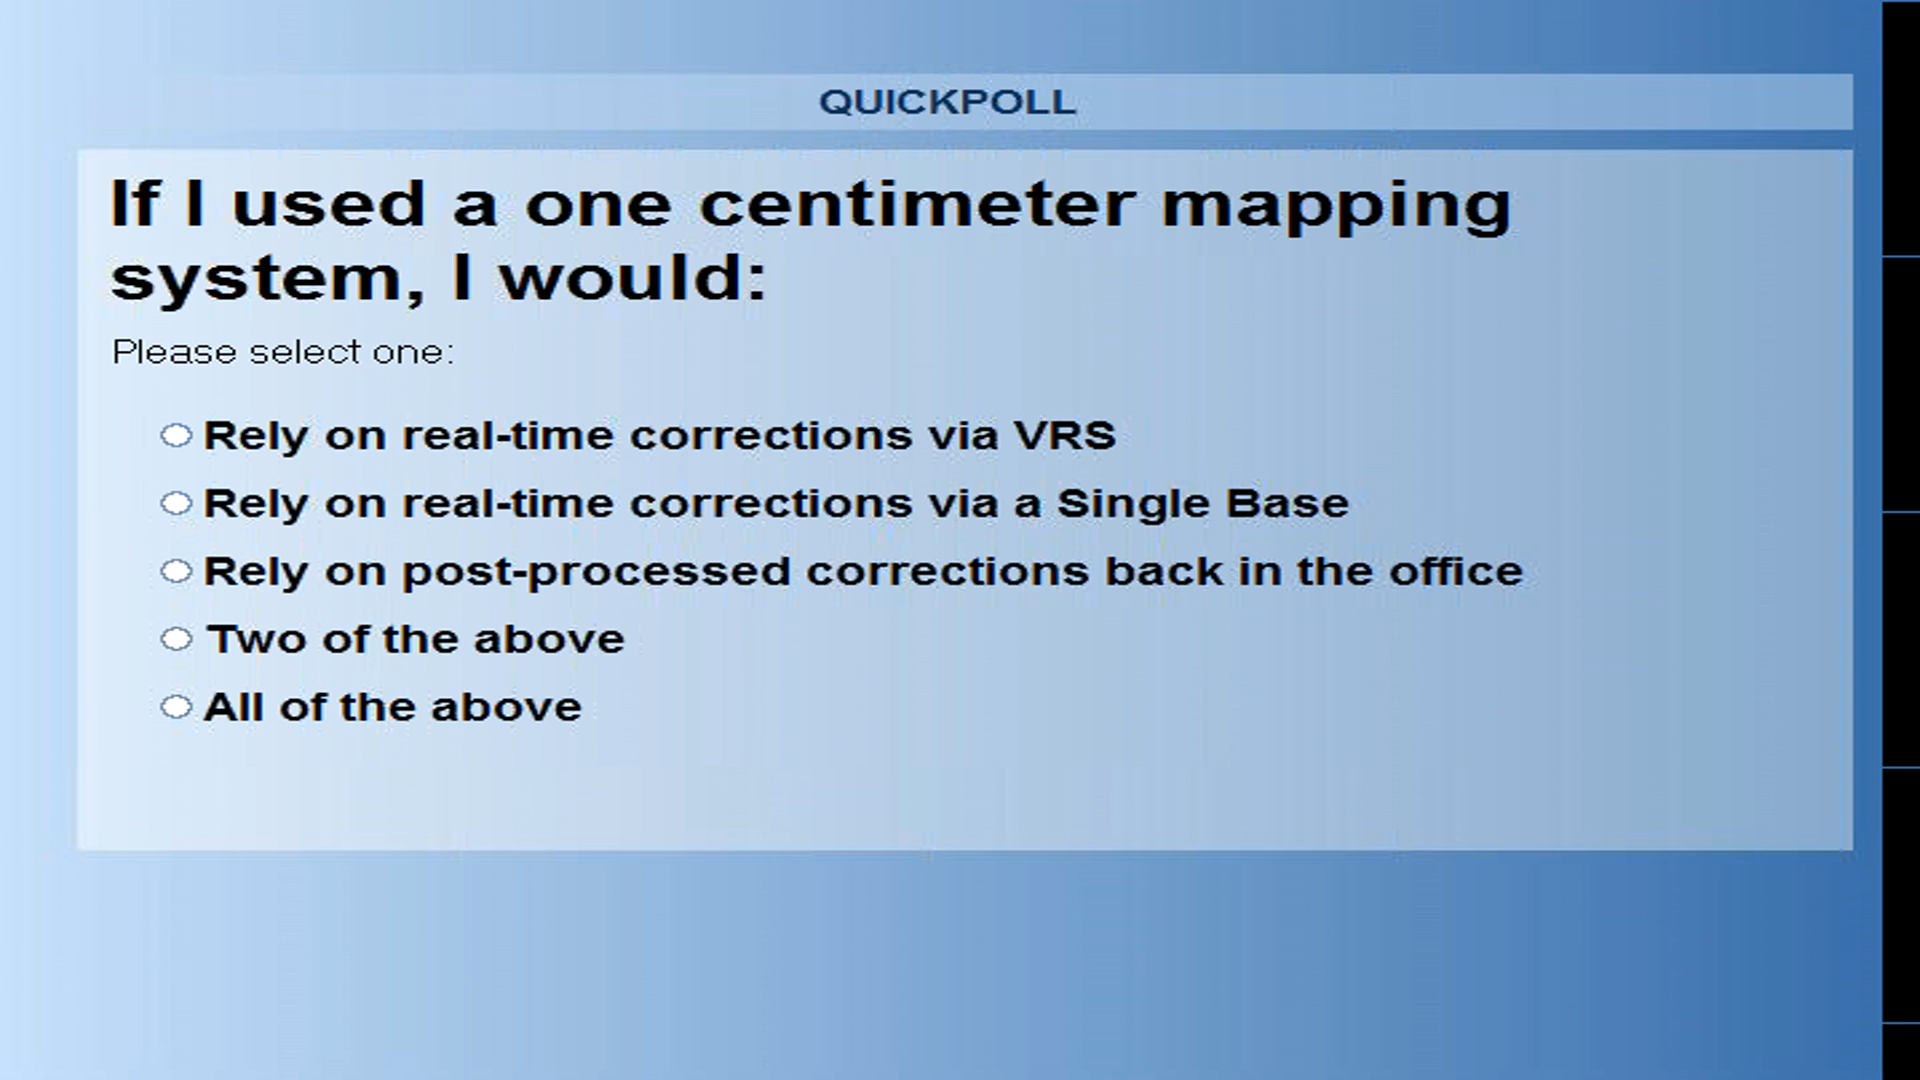 QUICKPOLL
If I used a one centimeter mapping
system, I would:
Please select one:
Rely on real-time corrections via VRS
Rely on real-time corrections via a Single Base
Rely on post-processed corrections back in the office
Two of the above
All of the above